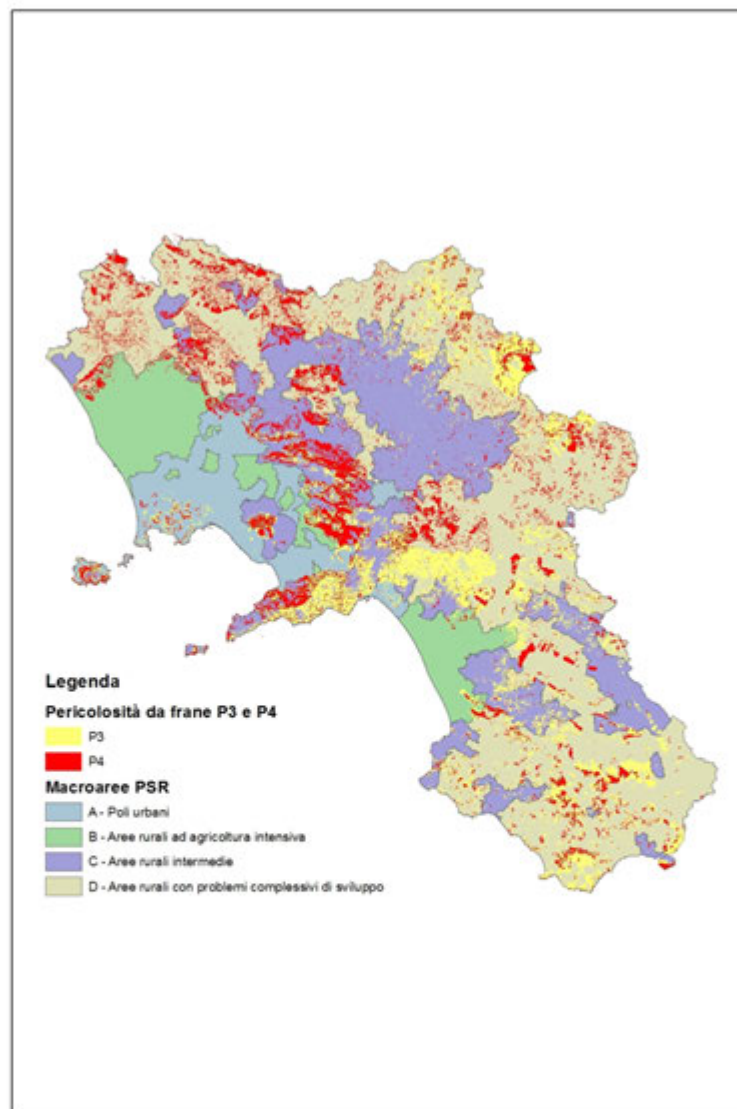 Legenda
Pericolosità da frane P3 e P4
P3
P4
Macroaree PSR
A - Poli urbani
B - Aree rurali ad agricoltura intensiva
C - Aree rurali intermedie
D - Aree rurali con problemi complessivi di sviluppo